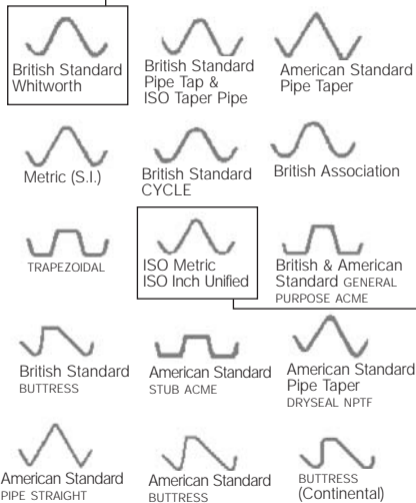 British Standard
Whitworth
British Standard
Pipe Tap &
ISO Taper Pipe
American Standard
Pipe Taper
Metric (S.I.)
British Standard
CYCLE
British Association
TRAPEZOIDAL
ISO Metric
ISO Inch Unified
British & American
Standard GENERAL
PURPOSE ACME
British Standard
BUTTRESS
American Standard
STUB ACME
American Standard
Pipe Taper
DRYSEAL NPTF
American Standard
PIPE STRAIGHT
American Standard
BUTTRESS
BUTTRESS
(Continental)